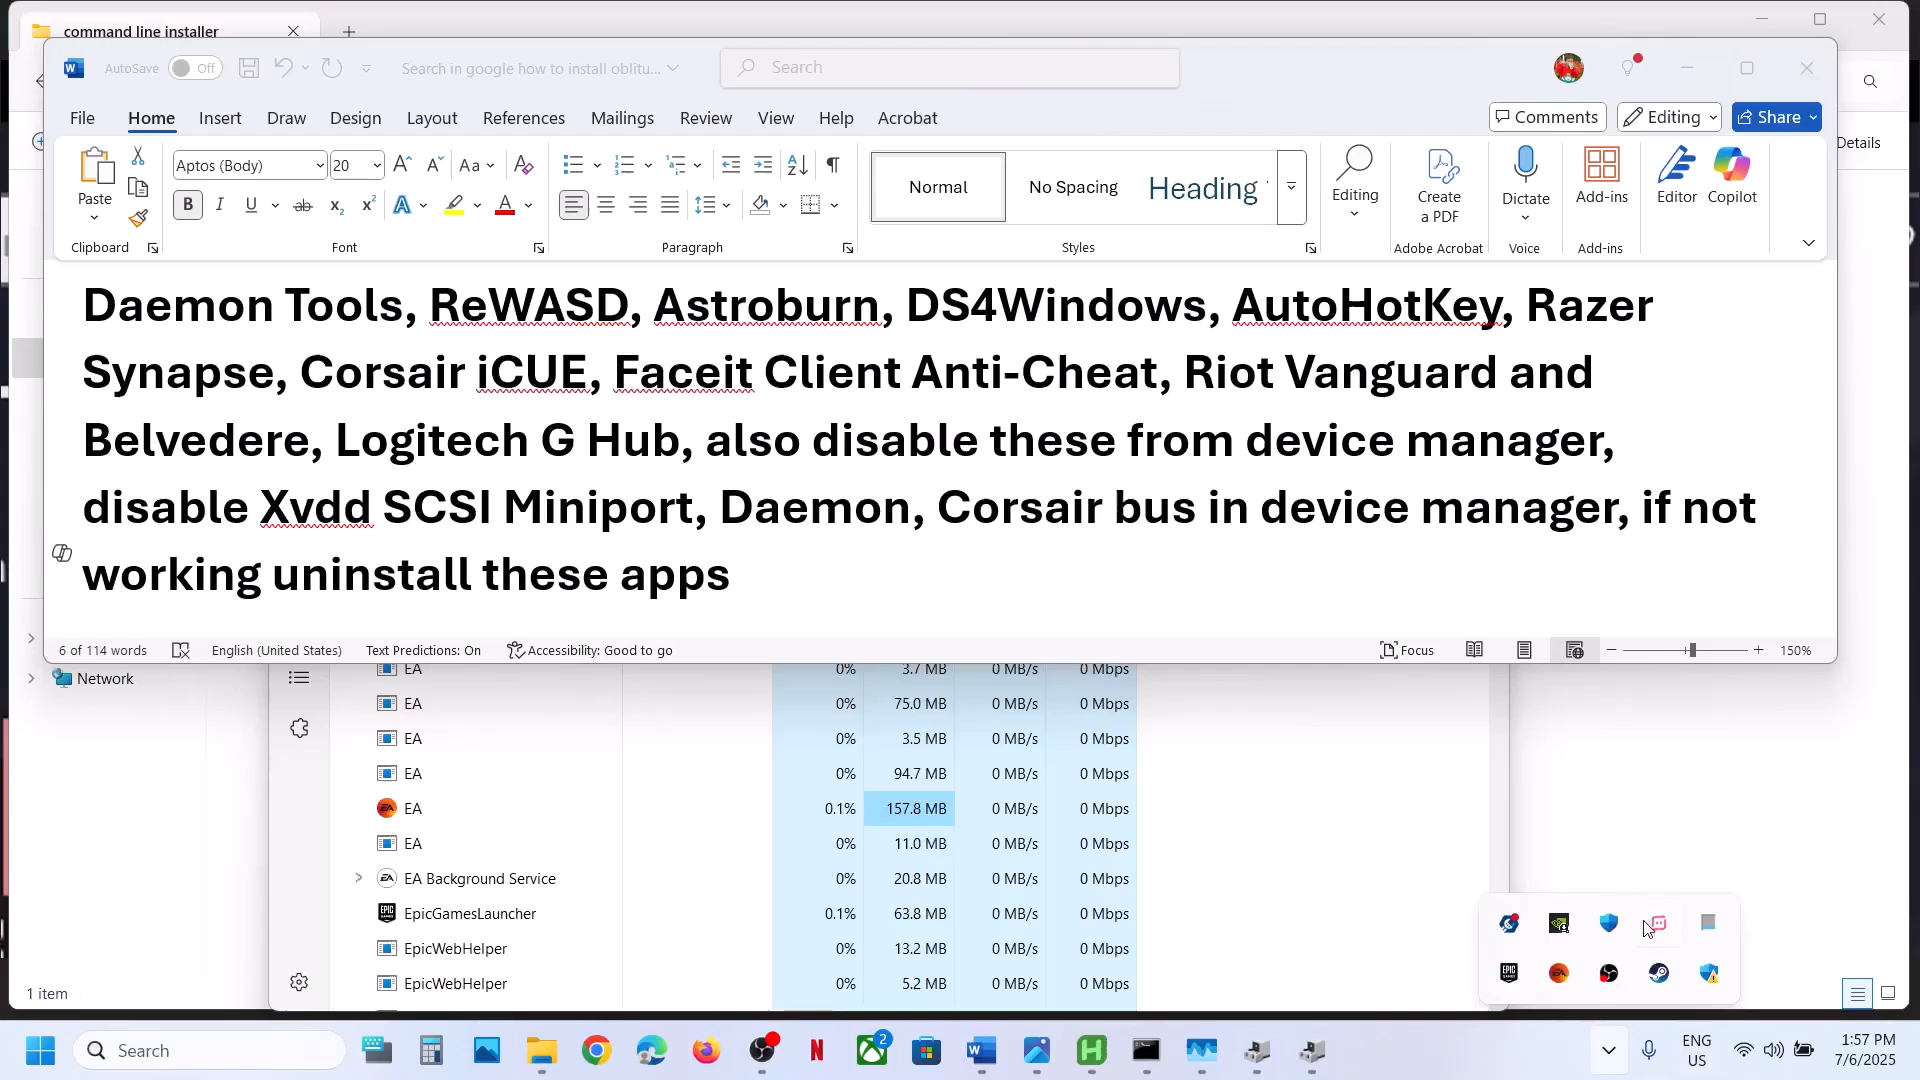 command line installer
AutoSave
Off
Search in google how to install oblitu...
Search
File
Home
Insert
Draw
Design
Layout
References
Mailings
Review
View
Help
Acrobat
Comments
Editing
Share
Details
Paste
Aptos (Body)
20
Normal
No Spacing
Heading
Editing
Create a PDF
Dictate
Add-ins
Editor
Copilot
Clipboard
Font
Paragraph
Styles
Adobe Acrobat
Voice
Add-ins
Daemon Tools, ReWASD, Astroburn, DS4Windows, AutoHotKey, Razer
Synapse, Corsair iCUE, Faceit Client Anti-Cheat, Riot Vanguard and
Belvedere, Logitech G Hub, also disable these from device manager,
disable Xvdd SCSI Miniport, Daemon, Corsair bus in device manager, if not
working uninstall these apps
6 of 114 words
English (United States)
Text Predictions: On
Accessibility: Good to go
Focus
150%
Network
EA 0% 3.7 MB 0 MB/s 0 Mbps
EA 0% 75.0 MB 0 MB/s 0 Mbps
EA 0% 3.5 MB 0 MB/s 0 Mbps
EA 0% 94.7 MB 0 MB/s 0 Mbps
EA 0.1% 157.8 MB 0 MB/s 0 Mbps
EA 0% 11.0 MB 0 MB/s 0 Mbps
EA Background Service 0% 20.8 MB 0 MB/s 0 Mbps
EpicGamesLauncher 0.1% 63.8 MB 0 MB/s 0 Mbps
EpicWebHelper 0% 13.2 MB 0 MB/s 0 Mbps
EpicWebHelper 0% 5.2 MB 0 MB/s 0 Mbps
1 item
Search
2
ENG
US
1:57 PM
7/6/2025